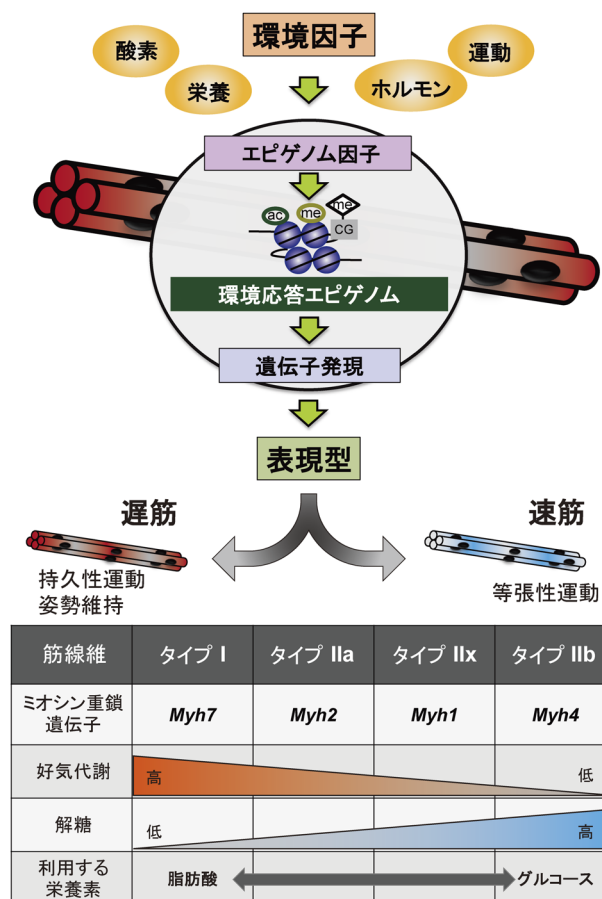 環境因子
酸素
運動
栄養
ホルモン
エピゲノム因子
ac
me
me
CG
環境応答エピゲノム
遺伝子発現
表現型
遅筋
速筋
持久性運動
姿勢維持
等張性運動
筋線維 タイプ I タイプ IIa タイプ IIx タイプ IIb
ミオシン重鎖
遺伝子
Myh7 Myh2 Myh1 Myh4
好気代謝 高 低
解糖 低 高
利用する
栄養素
脂肪酸 グルコース